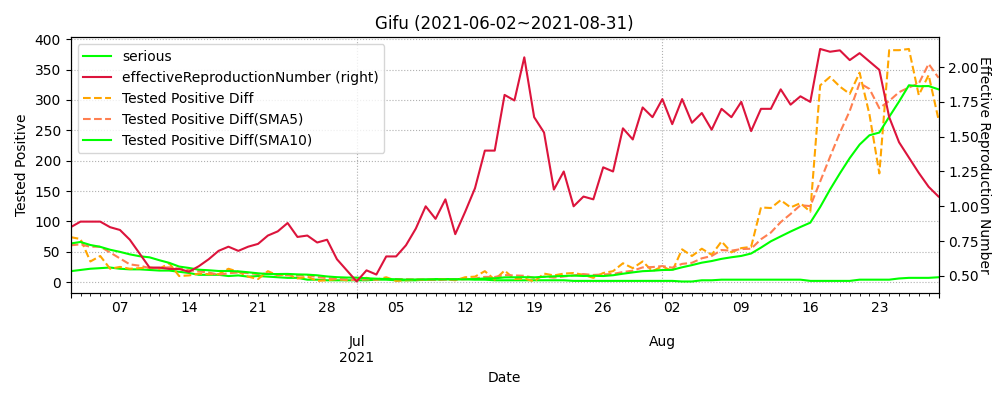 Gifu (2021-06-02~2021-08-31)
serious
effectiveReproductionNumber (right)
Tested Positive Diff
Tested Positive Diff(SMA5)
Tested Positive Diff(SMA10)
Tested Positive
400
350
300
250
200
150
100
50
0
2.00
1.75
1.50
1.25
1.00
0.75
0.50
Effective Reproduction Number
07 14 21 28 05 12 19 26 02 09 16 23
Jul Aug
2021
Date